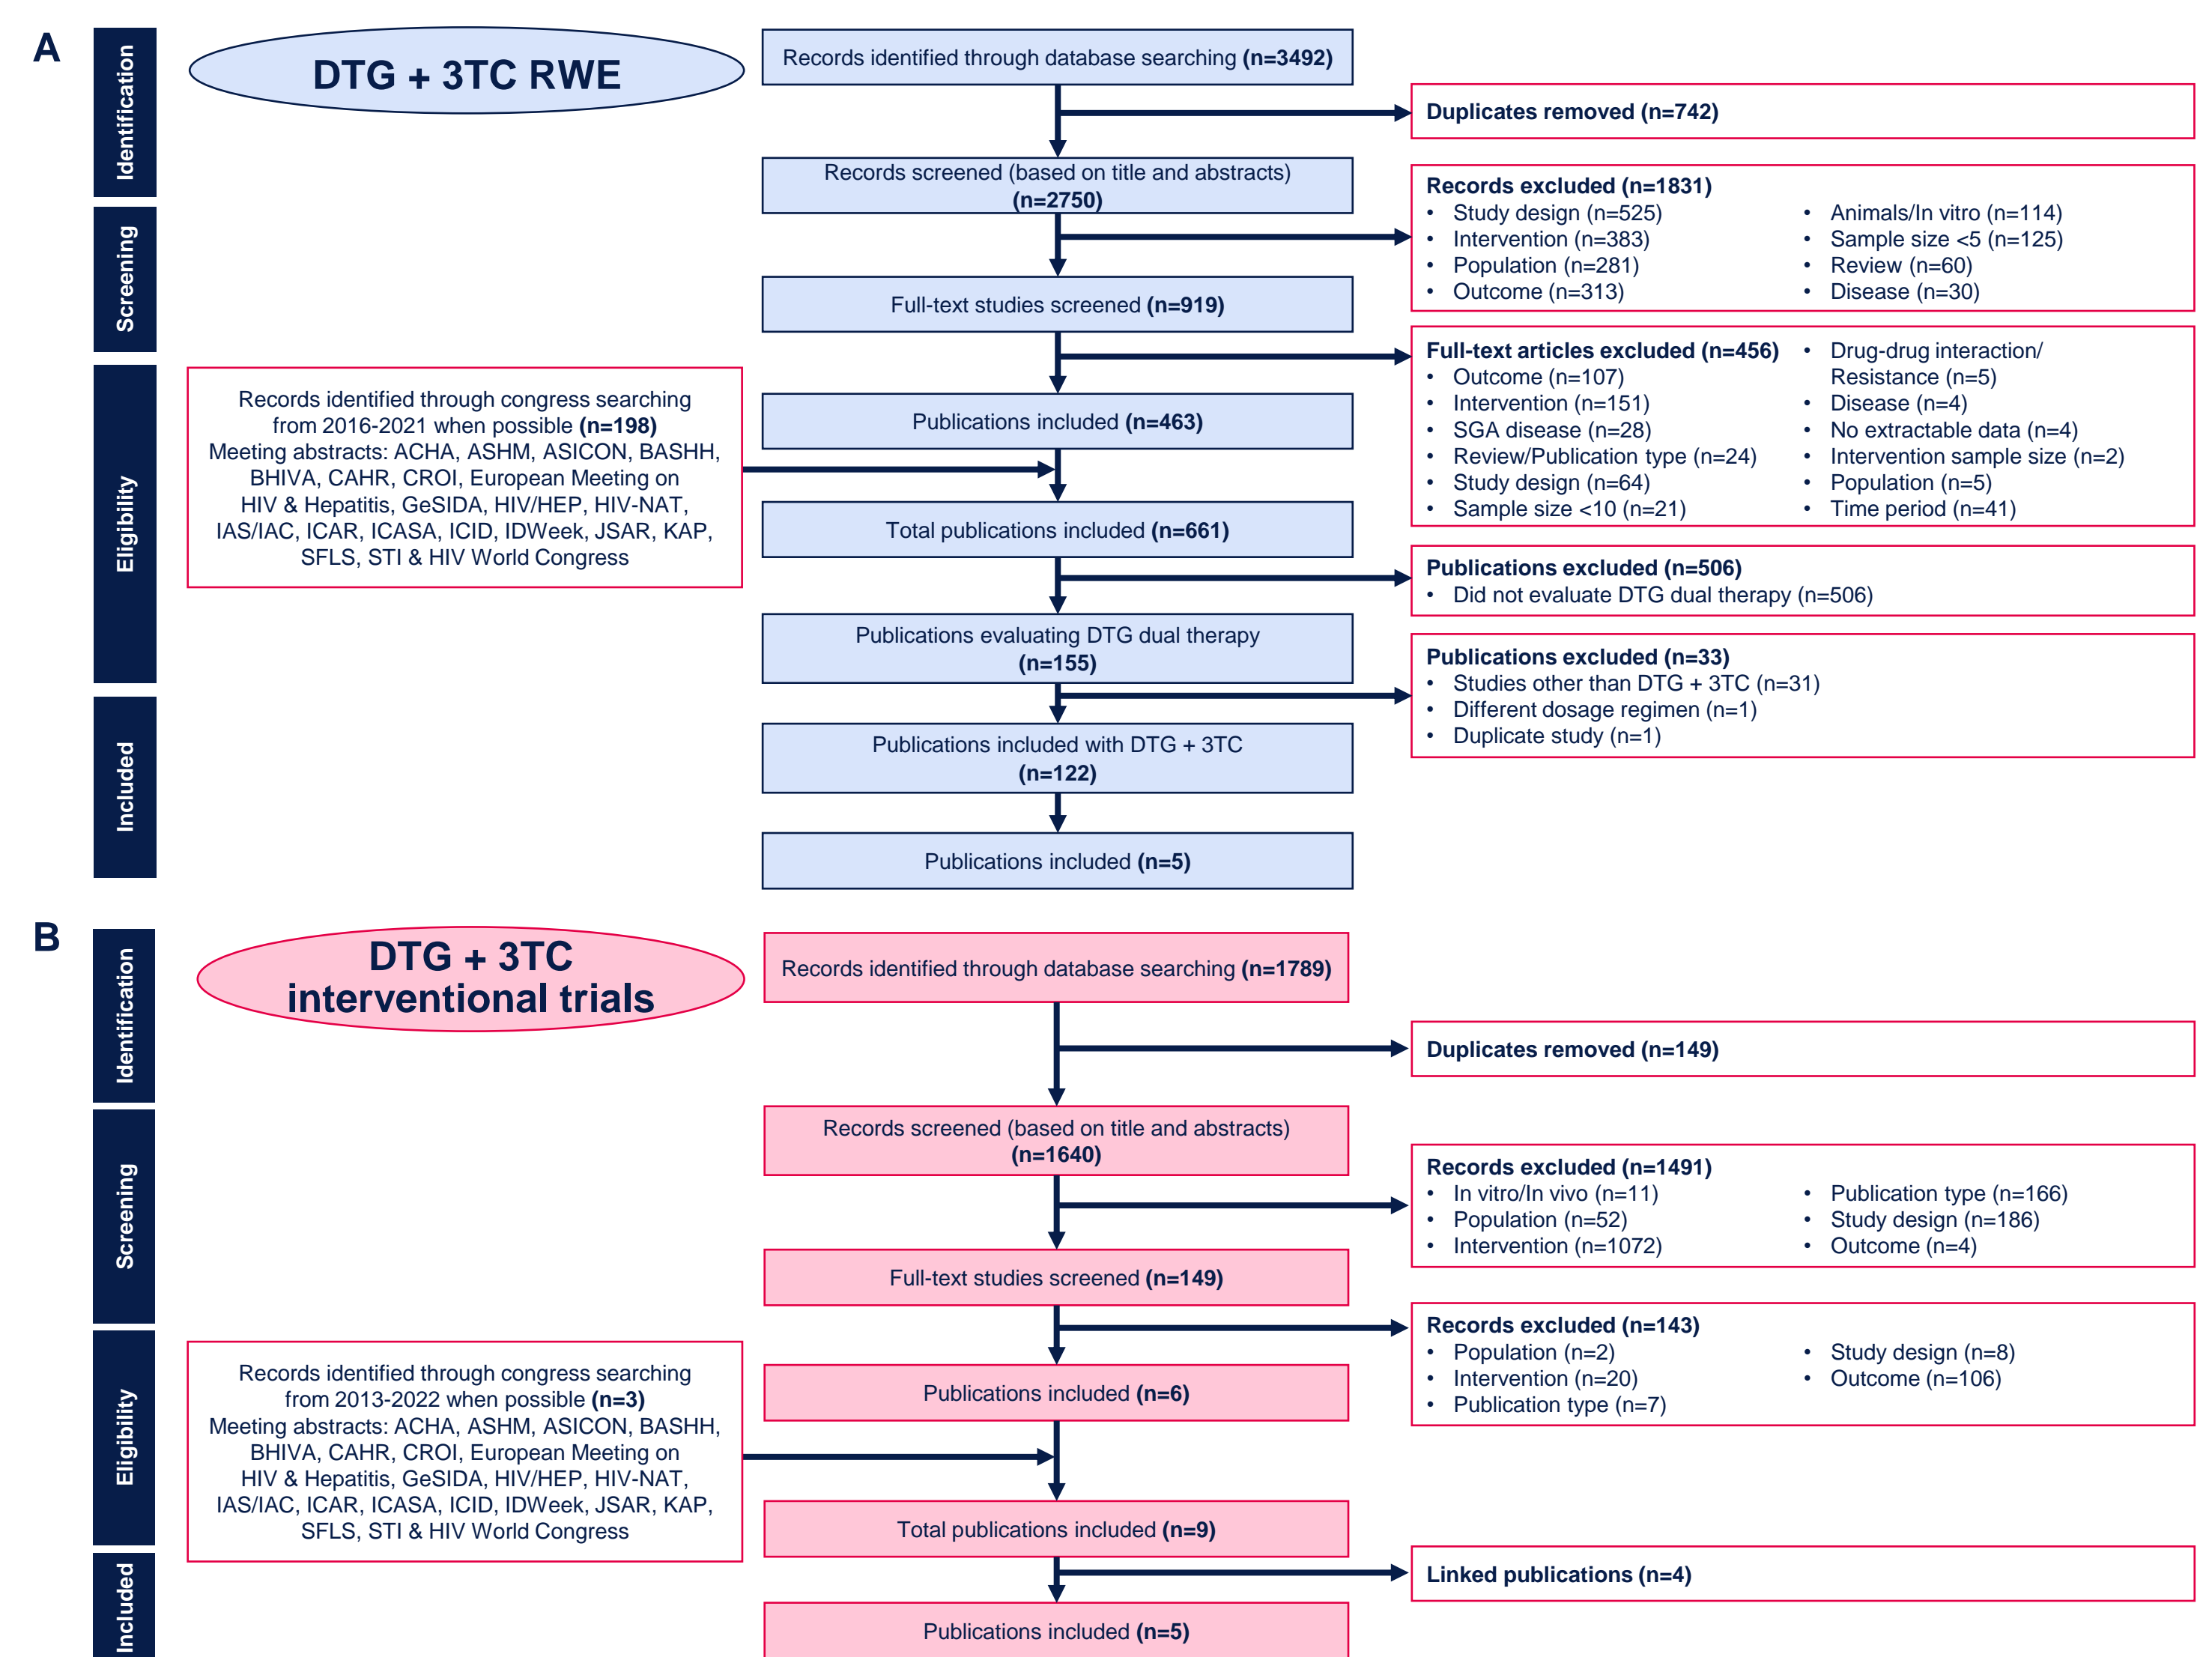 A
Identification
Screening
Eligibility
Included
DTG + 3TC RWE
Records identified through database searching (n=3492)
Duplicates removed (n=742)
Records screened (based on title and abstracts)
(n=2750)
Records excluded (n=1831)
• Study design (n=525)
• Intervention (n=383)
• Population (n=281)
• Outcome (n=313)
• Animals/In vitro (n=114)
• Sample size <5 (n=125)
• Review (n=60)
• Disease (n=30)
Full-text studies screened (n=919)
Full-text articles excluded (n=456)
• Outcome (n=107)
• Intervention (n=151)
• SGA disease (n=28)
• Review/Publication type (n=24)
• Study design (n=64)
• Sample size <10 (n=21)
• Drug-drug interaction/
Resistance (n=5)
• Disease (n=4)
• No extractable data (n=4)
• Intervention sample size (n=2)
• Population (n=5)
• Time period (n=41)
Publications included (n=463)
Records identified through congress searching
from 2016-2021 when possible (n=198)
Meeting abstracts: ACHA, ASHM, ASICON, BASHH,
BHIVA, CAHR, CROI, European Meeting on
HIV & Hepatitis, GeSIDA, HIV/HEP, HIV-NAT,
IAS/IAC, ICAR, ICASA, ICID, IDWeek, JSAR, KAP,
SFLS, STI & HIV World Congress
Total publications included (n=661)
Publications excluded (n=506)
• Did not evaluate DTG dual therapy (n=506)
Publications evaluating DTG dual therapy
(n=155)
Publications excluded (n=33)
• Studies other than DTG + 3TC (n=31)
• Different dosage regimen (n=1)
• Duplicate study (n=1)
Publications included with DTG + 3TC
(n=122)
Publications included (n=5)
B
Identification
Screening
Eligibility
Included
DTG + 3TC
interventional trials
Records identified through database searching (n=1789)
Duplicates removed (n=149)
Records screened (based on title and abstracts)
(n=1640)
Records excluded (n=1491)
• In vitro/In vivo (n=11)
• Population (n=52)
• Intervention (n=1072)
• Publication type (n=166)
• Study design (n=186)
• Outcome (n=4)
Full-text studies screened (n=149)
Records excluded (n=143)
• Population (n=2)
• Intervention (n=20)
• Publication type (n=7)
• Study design (n=8)
• Outcome (n=106)
Publications included (n=6)
Records identified through congress searching
from 2013-2022 when possible (n=3)
Meeting abstracts: ACHA, ASHM, ASICON, BASHH,
BHIVA, CAHR, CROI, European Meeting on
HIV & Hepatitis, GeSIDA, HIV/HEP, HIV-NAT,
IAS/IAC, ICAR, ICASA, ICID, IDWeek, JSAR, KAP,
SFLS, STI & HIV World Congress
Total publications included (n=9)
Linked publications (n=4)
Publications included (n=5)